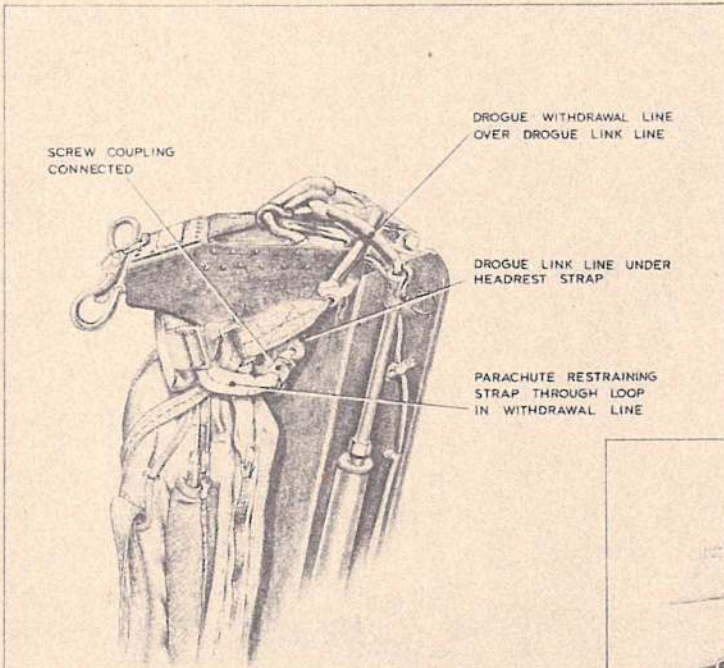 DROGUE WITHDRAWAL LINE
OVER DROGUE LINK LINE
SCREW COUPLING
CONNECTED
DROGUE LINK LINE UNDER
HEADREST STRAP
PARACHUTE RESTRAINING
STRAP THROUGH LOOP
IN WITHDRAWAL LINE